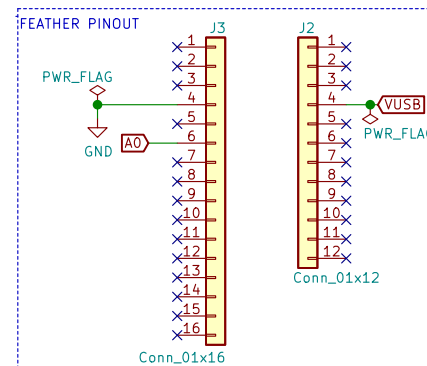 FEATHER PINOUT
J3
1
2
3
4
5
6
7
8
9
10
11
12
13
14
15
16
Conn_01x16
PWR_FLAG
GND
A0
J2
1
2
3
4
5
6
7
8
9
10
11
12
Conn_01x12
VUSB
PWR_FLA